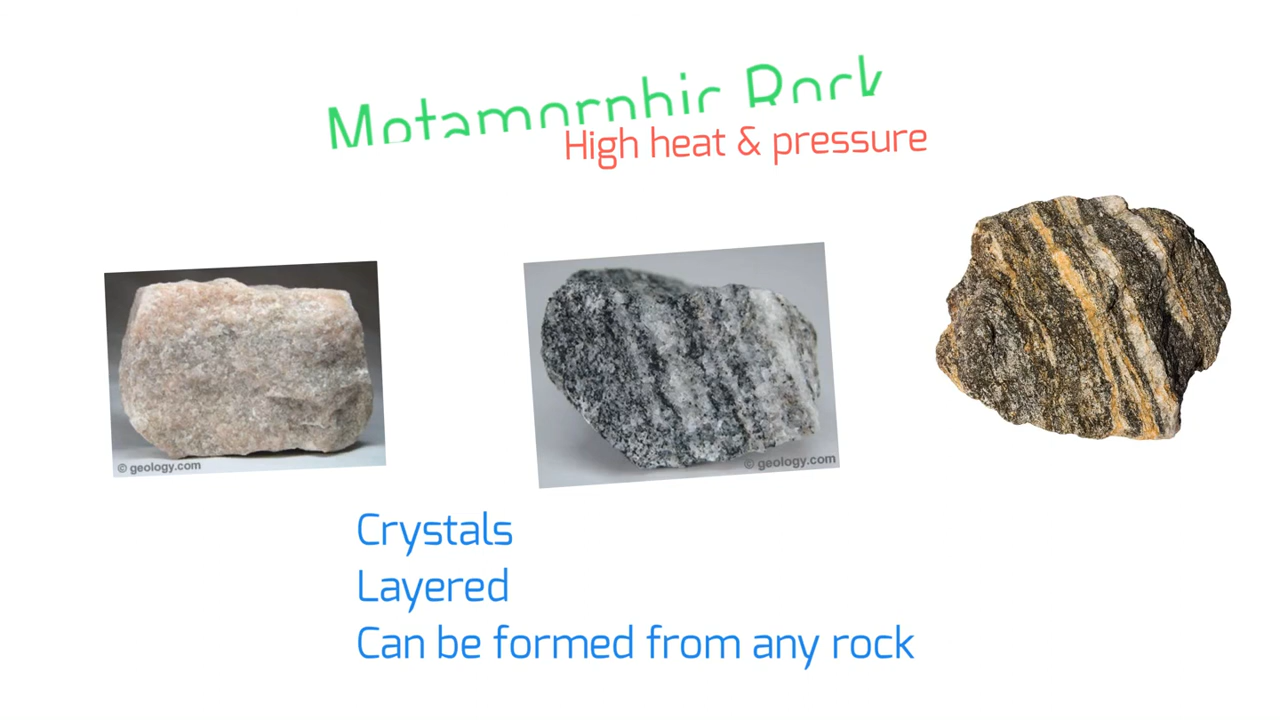 Metamorphic Rock
High heat & pressure
© geology.com
© geology.com
Crystals
Layered
Can be formed from any rock